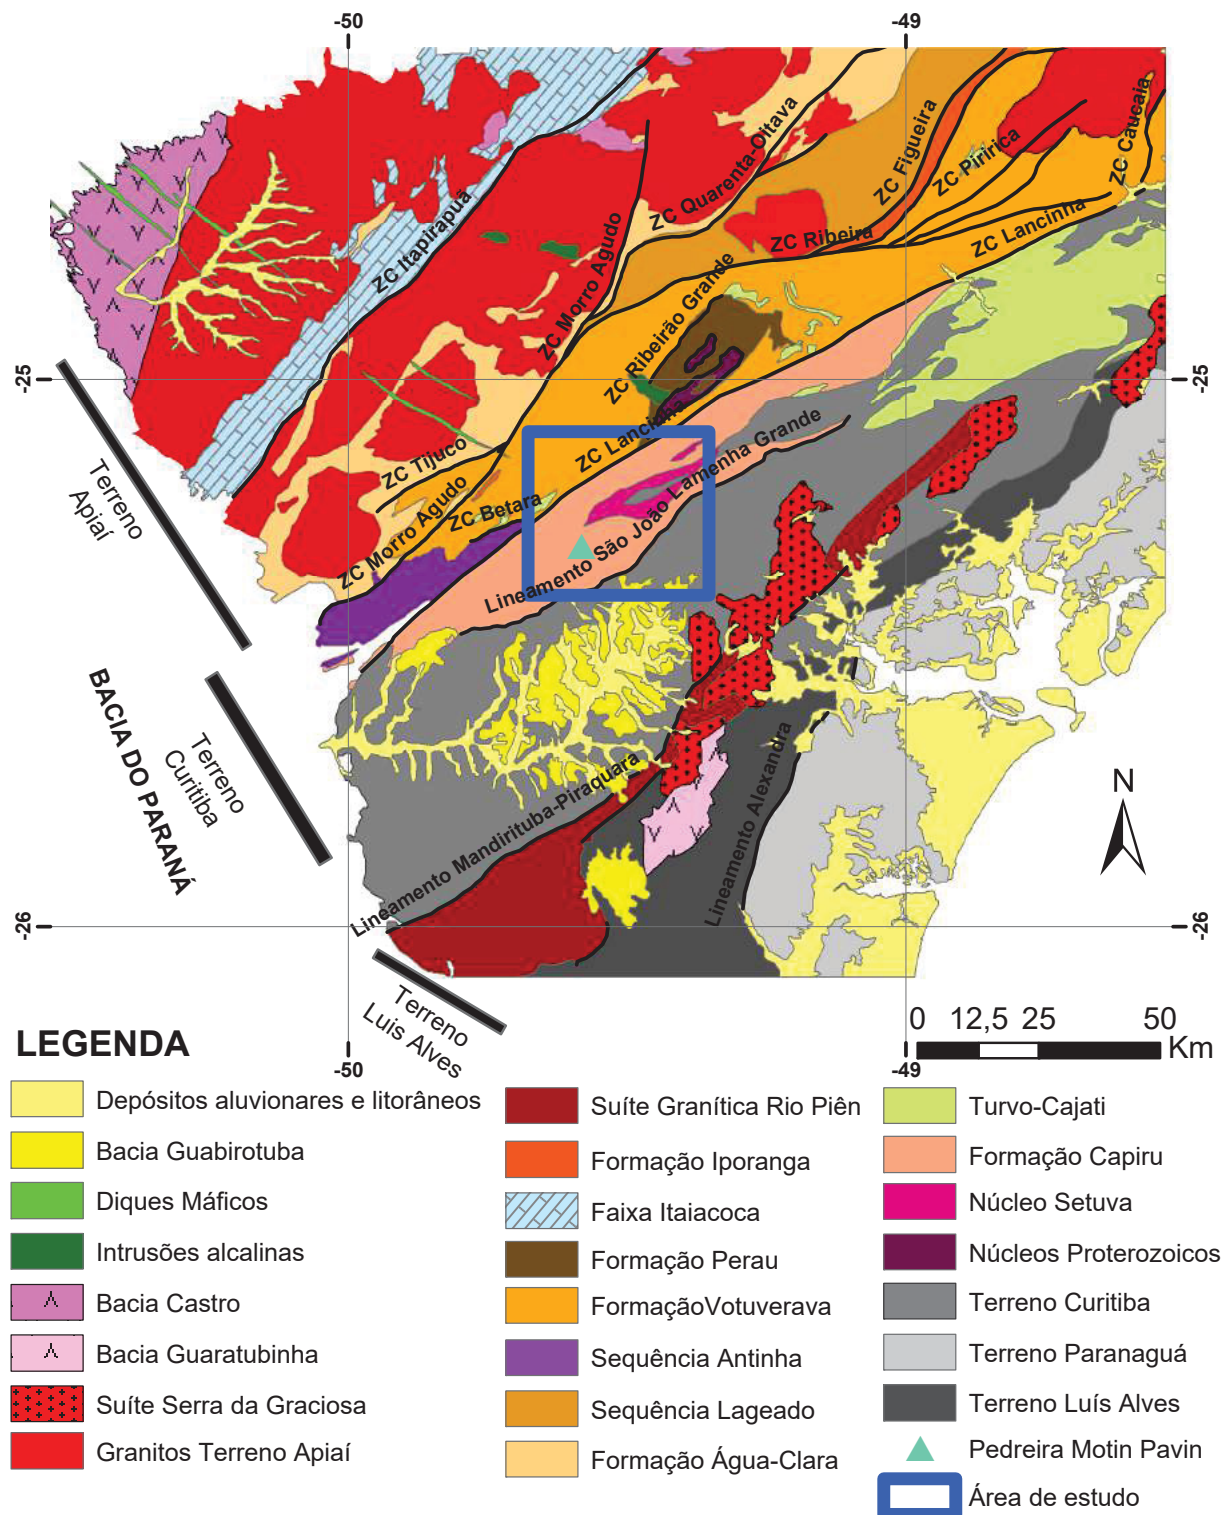 -50
-49
ZC Itapirapuã
ZC Morro Agudo
ZC Quarenta-Oitava
ZC Figueira
ZC Piririca
ZC Caucaia
ZC Ribeira
ZC Lancinha
ZC Ribeirão Grande
-25
-25
ZC Lancinha
ZC Tijuco
ZC Morro Agudo
ZC Betara
Lineamento São João Lamenha Grande
Terreno
Apiaí
BACIA DO PARANÁ
Terreno
Curitiba
Lineamento Mandirituba-Piraquara
Lineamento Alexandra
N
-26
-26
Terreno
Luis Alves
0 12,5 25 50
Km
-50
-49
LEGENDA
Depósitos aluvionares e litorâneos
Bacia Guabirotuba
Diques Máficos
Intrusões alcalinas
Bacia Castro
Bacia Guaratubinha
Suíte Serra da Graciosa
Granitos Terreno Apiaí
Suíte Granítica Rio Piên
Formação Iporanga
Faixa Itaiacoca
Formação Perau
FormaçãoVotuverava
Sequência Antinha
Sequência Lageado
Formação Água-Clara
Turvo-Cajati
Formação Capiru
Núcleo Setuva
Núcleos Proterozoicos
Terreno Curitiba
Terreno Paranaguá
Terreno Luís Alves
Pedreira Motin Pavin
Área de estudo